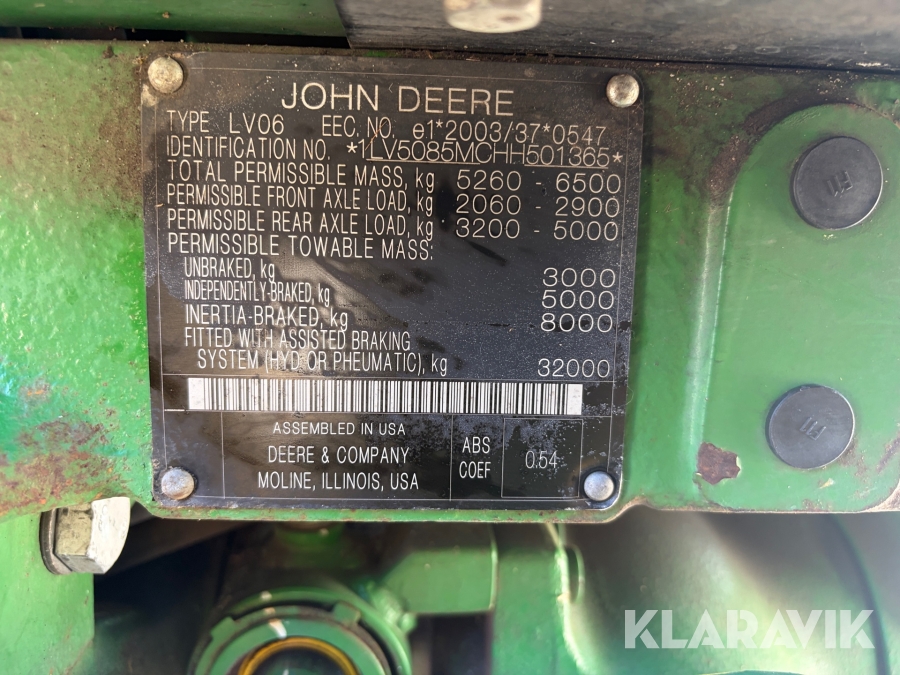 JOHN DEERE
TYPE LV06 EEC. NO. e1*2003/37*0547
IDENTIFICATION NO. *1LV5085MCHH501365*
TOTAL PERMISSIBLE MASS, kg 5260 - 6500
PERMISSIBLE FRONT AXLE LOAD, kg 2060 - 2900
PERMISSIBLE REAR AXLE LOAD, kg 3200 - 5000
PERMISSIBLE TOWABLE MASS:
UNBRAKED, kg 3000
INDEPENDENTLY-BRAKED, kg 5000
INERTIA-BRAKED, kg 8000
FITTED WITH ASSISTED BRAKING
SYSTEM (HYD OR PHEUMATIC), kg 32000
ASSEMBLED IN USA
DEERE & COMPANY
MOLINE, ILLINOIS, USA
ABS
COEF
0.54
KLARAVIK